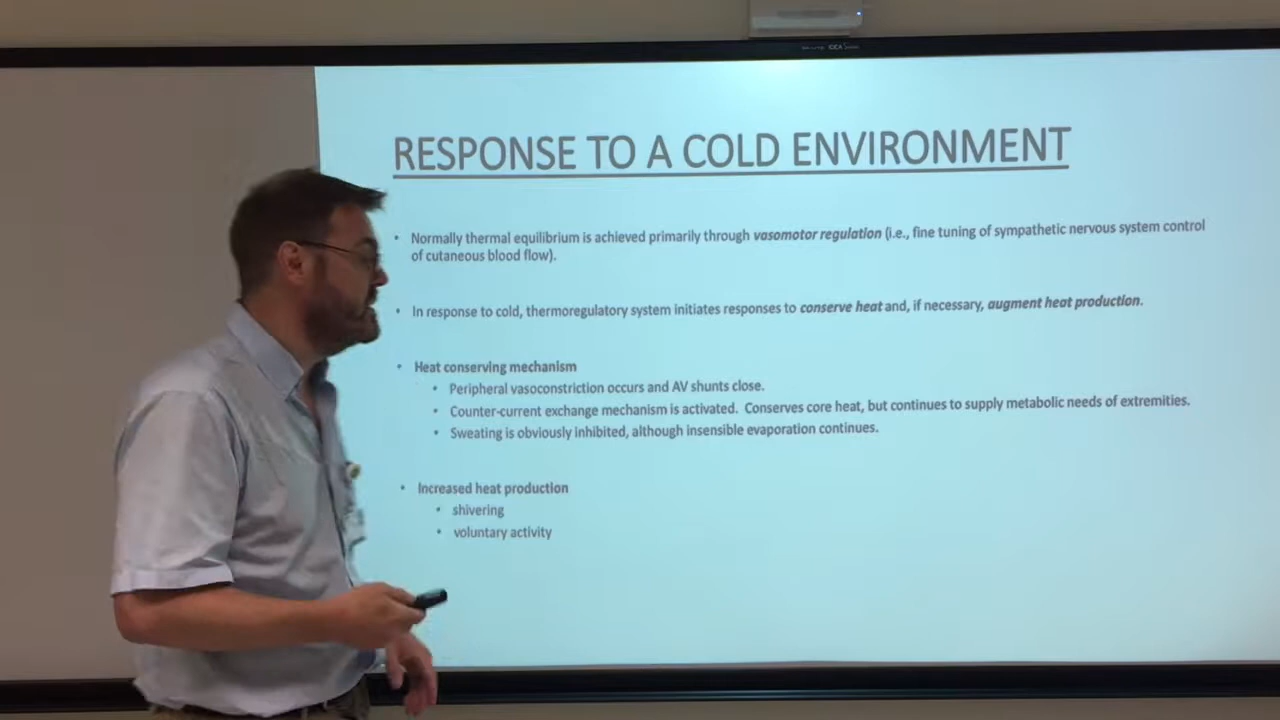 RESPONSE TO A COLD ENVIRONMENT
• Normally thermal equilibrium is achieved primarily through vasomotor regulation (i.e., fine tuning of sympathetic nervous system control
of cutaneous blood flow).
• In response to cold, thermoregulatory system initiates responses to conserve heat and, if necessary, augment heat production.
• Heat conserving mechanism
• Peripheral vasoconstriction occurs and AV shunts close.
• Counter-current exchange mechanism is activated.  Conserves core heat, but continues to supply metabolic needs of extremities.
• Sweating is obviously inhibited, although insensible evaporation continues.
• Increased heat production
• shivering
• voluntary activity